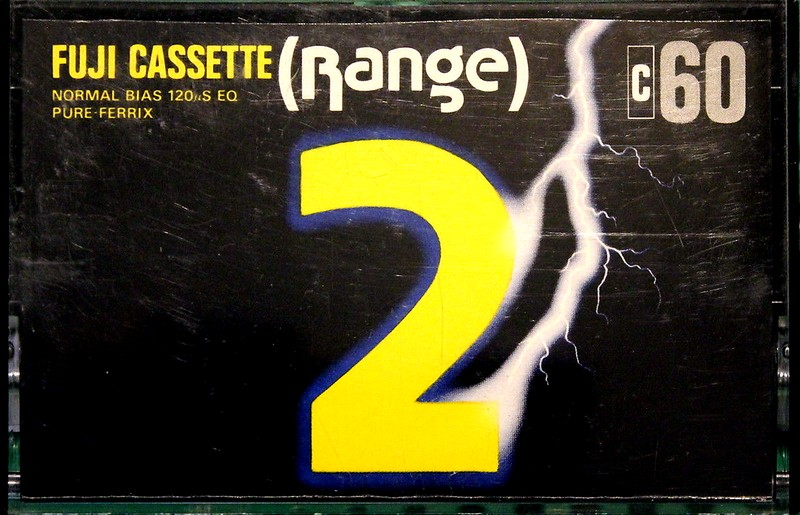 FUJI CASSETTE (Range) C60
NORMAL BIAS 120μS EQ
PURE-FERRIX
2